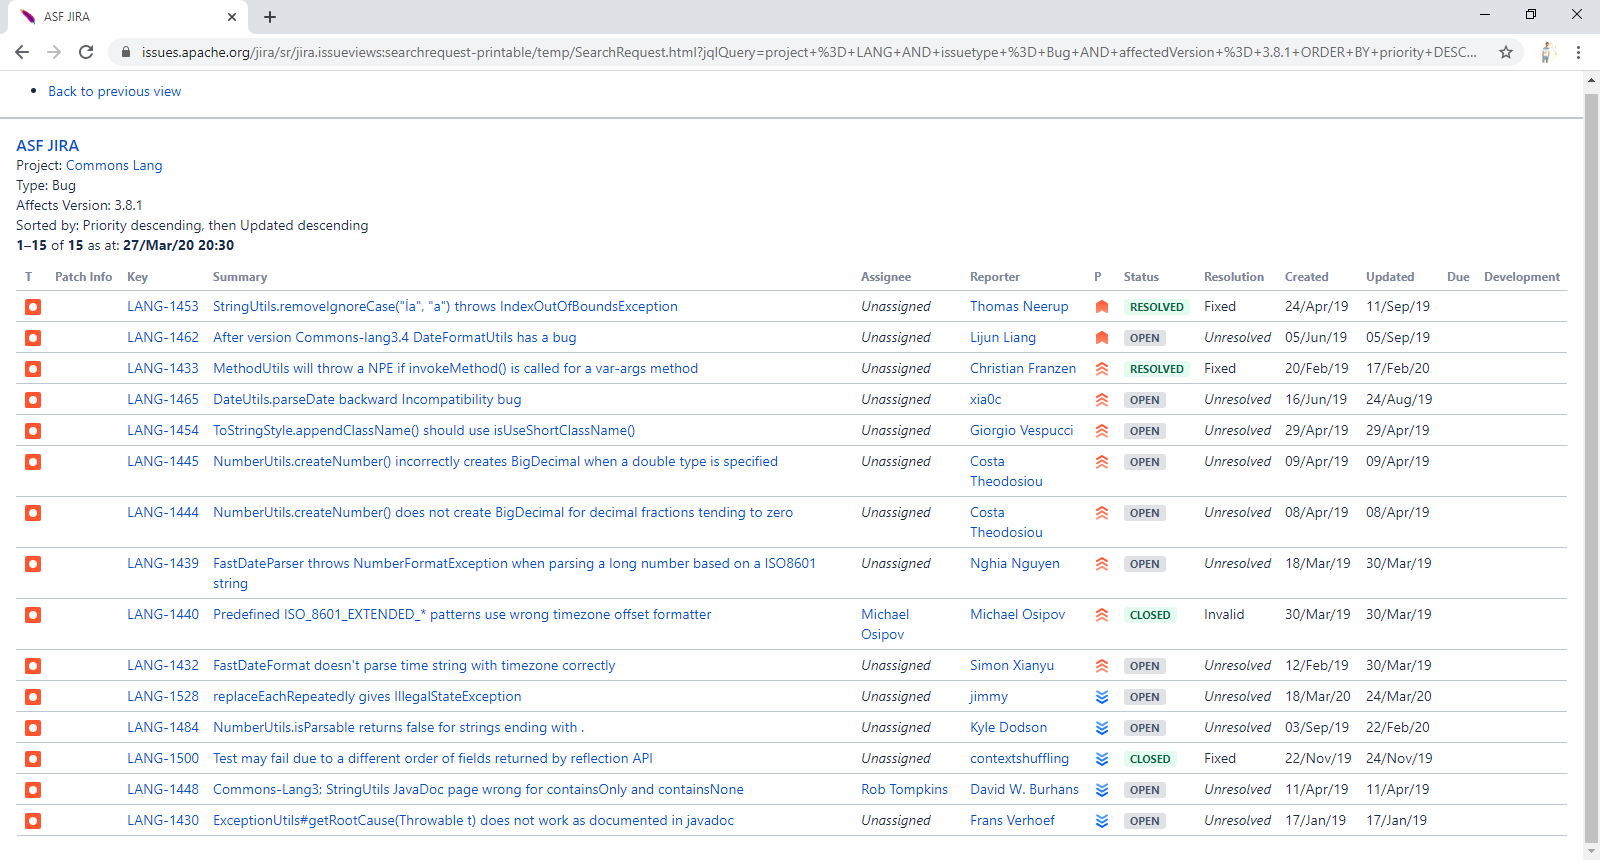 ASF JIRA
issues.apache.org/jira/sr/jira.issueviews:searchrequest-printable/temp/SearchRequest.html?jqlQuery=project+%3D+LANG+AND+issuetype+%3D+Bug+AND+affectedVersion+%3D+3.8.1+ORDER+BY+priority+DESC...
Back to previous view
ASF JIRA
Project: Commons Lang
Type: Bug
Affects Version: 3.8.1
Sorted by: Priority descending, then Updated descending
1–15 of 15 as at: 27/Mar/20 20:30
T Patch Info Key Summary Assignee Reporter P Status Resolution Created Updated Due Development
LANG-1453 StringUtils.removeIgnoreCase("İa", "a") throws IndexOutOfBoundsException Unassigned Thomas Neerup RESOLVED Fixed 24/Apr/19 11/Sep/19
LANG-1462 After version Commons-lang3.4 DateFormatUtils has a bug Unassigned Lijun Liang OPEN Unresolved 05/Jun/19 05/Sep/19
LANG-1433 MethodUtils will throw a NPE if invokeMethod() is called for a var-args method Unassigned Christian Franzen RESOLVED Fixed 20/Feb/19 17/Feb/20
LANG-1465 DateUtils.parseDate backward Incompatibility bug Unassigned xia0c OPEN Unresolved 16/Jun/19 24/Aug/19
LANG-1454 ToStringStyle.appendClassName() should use isUseShortClassName() Unassigned Giorgio Vespucci OPEN Unresolved 29/Apr/19 29/Apr/19
LANG-1445 NumberUtils.createNumber() incorrectly creates BigDecimal when a double type is specified Unassigned Costa OPEN Unresolved 09/Apr/19 09/Apr/19
Theodosiou
LANG-1444 NumberUtils.createNumber() does not create BigDecimal for decimal fractions tending to zero Unassigned Costa OPEN Unresolved 08/Apr/19 08/Apr/19
Theodosiou
LANG-1439 FastDateParser throws NumberFormatException when parsing a long number based on a ISO8601 Unassigned Nghia Nguyen OPEN Unresolved 18/Mar/19 30/Mar/19
string
LANG-1440 Predefined ISO_8601_EXTENDED_* patterns use wrong timezone offset formatter Michael Michael Osipov CLOSED Invalid 30/Mar/19 30/Mar/19
Osipov
LANG-1432 FastDateFormat doesn't parse time string with timezone correctly Unassigned Simon Xianyu OPEN Unresolved 12/Feb/19 30/Mar/19
LANG-1528 replaceEachRepeatedly gives IllegalStateException Unassigned jimmy OPEN Unresolved 18/Mar/20 24/Mar/20
LANG-1484 NumberUtils.isParsable returns false for strings ending with . Unassigned Kyle Dodson OPEN Unresolved 03/Sep/19 22/Feb/20
LANG-1500 Test may fail due to a different order of fields returned by reflection API Unassigned contextshuffling CLOSED Fixed 22/Nov/19 24/Nov/19
LANG-1448 Commons-Lang3; StringUtils JavaDoc page wrong for containsOnly and containsNone Rob Tompkins David W. Burhans OPEN Unresolved 11/Apr/19 11/Apr/19
LANG-1430 ExceptionUtils#getRootCause(Throwable t) does not work as documented in javadoc Unassigned Frans Verhoef OPEN Unresolved 17/Jan/19 17/Jan/19